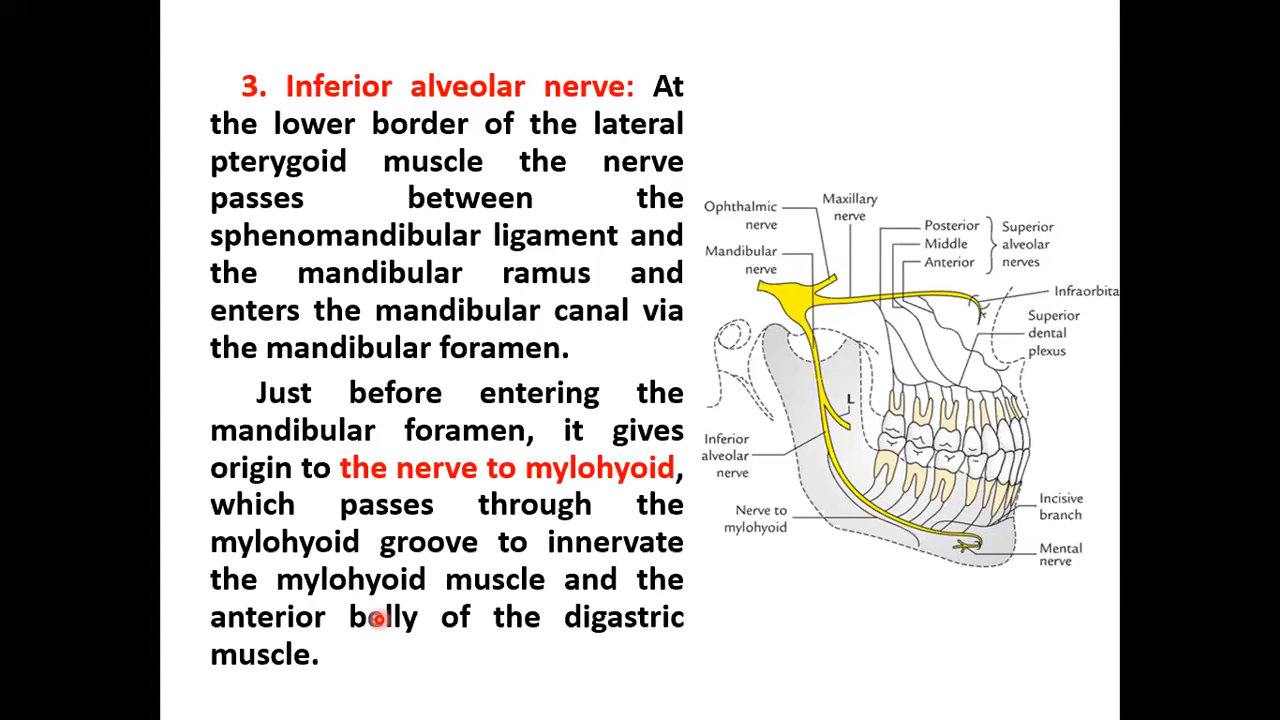 3. Inferior alveolar nerve: At
the lower border of the lateral
pterygoid muscle the nerve
passes between the
sphenomandibular ligament and
the mandibular ramus and
enters the mandibular canal via
the mandibular foramen.
Just before entering the
mandibular foramen, it gives
origin to the nerve to mylohyoid,
which passes through the
mylohyoid groove to innervate
the mylohyoid muscle and the
anterior belly of the digastric
muscle.
Ophthalmic
nerve
Maxillary
nerve
Mandibular
nerve
Posterior
Middle
Anterior
Superior
alveolar
nerves
Infraorbita
Superior
dental
plexus
L
Inferior
alveolar
nerve
Nerve to
mylohyoid
Incisive
branch
Mental
nerve